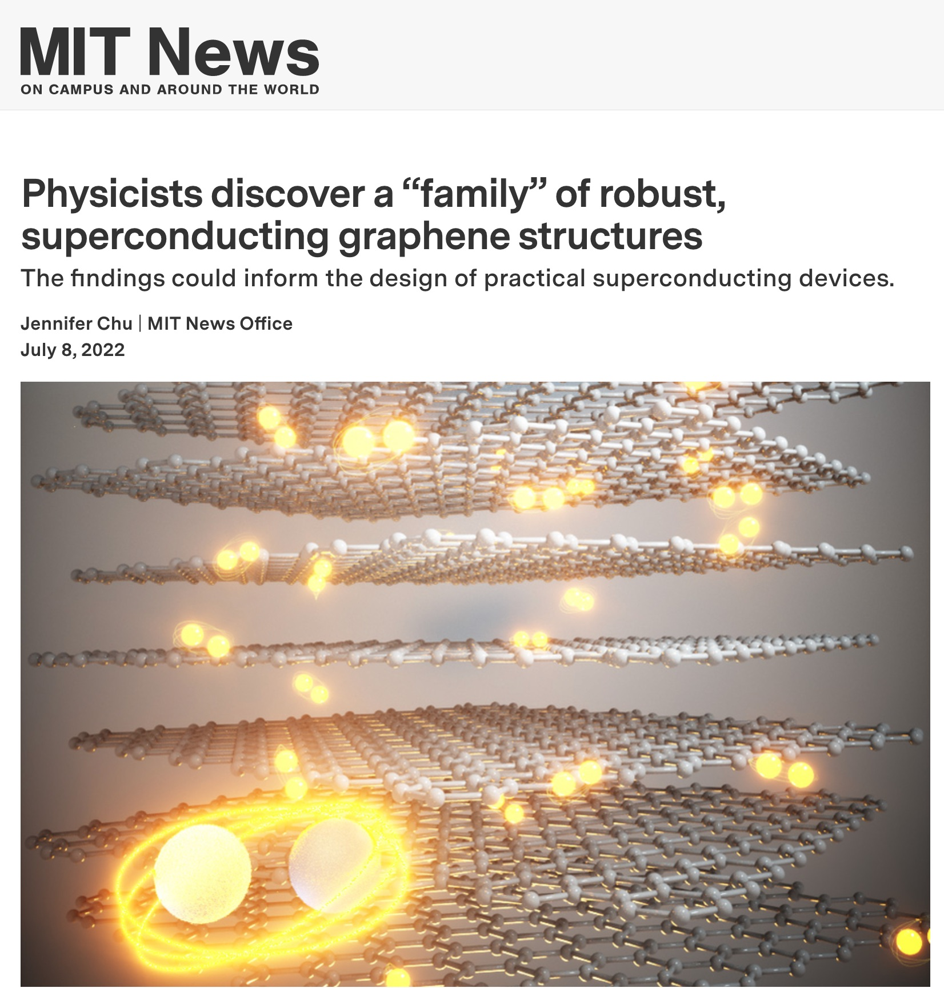 MIT News
ON CAMPUS AND AROUND THE WORLD
Physicists discover a “family” of robust,
superconducting graphene structures
The findings could inform the design of practical superconducting devices.
Jennifer Chu | MIT News Office
July 8, 2022